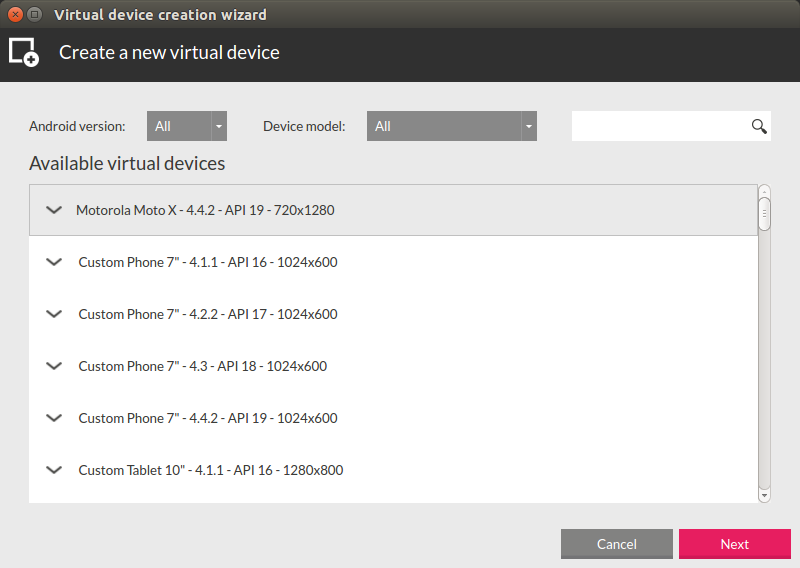 Virtual device creation wizard
Create a new virtual device
Android version: All Device model: All
Available virtual devices
Motorola Moto X - 4.4.2 - API 19 - 720x1280
Custom Phone 7" - 4.1.1 - API 16 - 1024x600
Custom Phone 7" - 4.2.2 - API 17 - 1024x600
Custom Phone 7" - 4.3 - API 18 - 1024x600
Custom Phone 7" - 4.4.2 - API 19 - 1024x600
Custom Tablet 10" - 4.1.1 - API 16 - 1280x800
Cancel Next